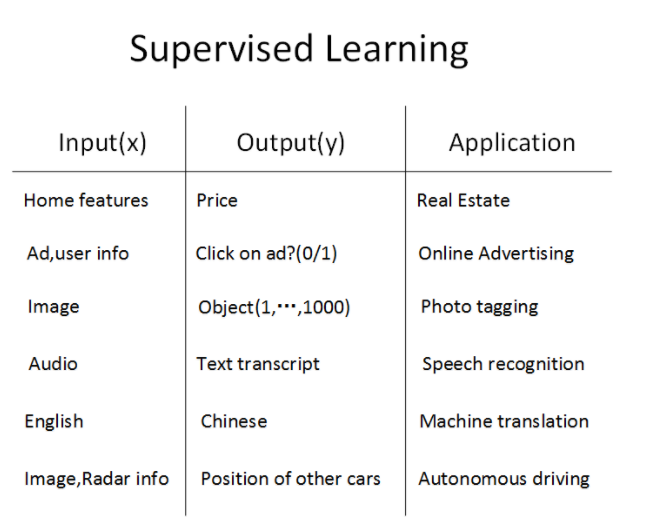 Supervised Learning
Input(x) Output(y) Application
Home features Price Real Estate
Ad,user info Click on ad?(0/1) Online Advertising
Image Object(1,⋯,1000) Photo tagging
Audio Text transcript Speech recognition
English Chinese Machine translation
Image,Radar info Position of other cars Autonomous driving